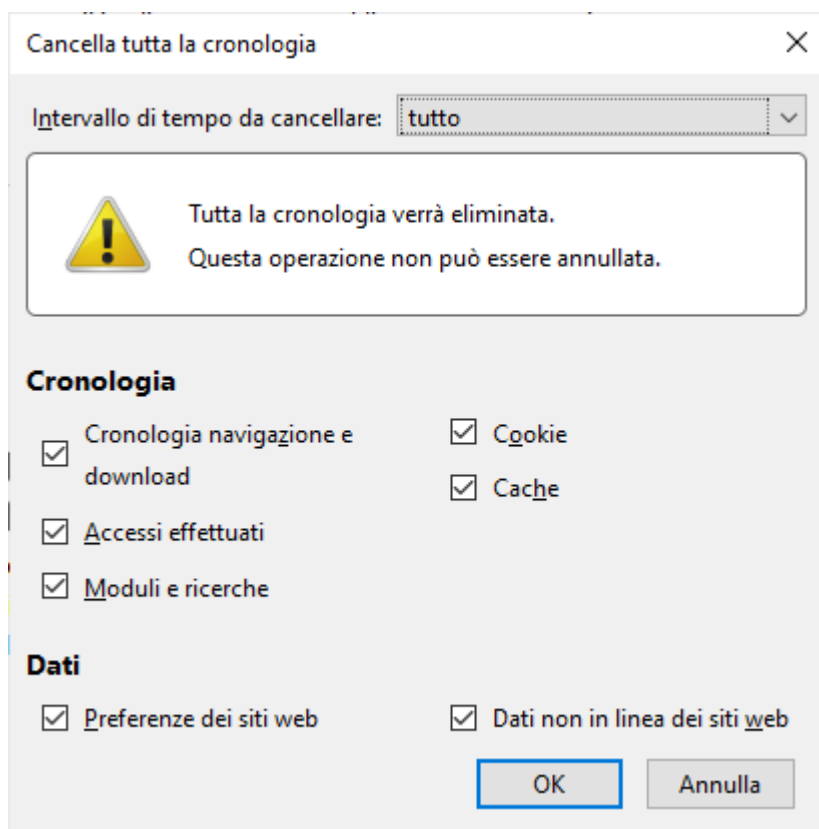 Cancella tutta la cronologia
Intervallo di tempo da cancellare: tutto
Tutta la cronologia verrà eliminata.
Questa operazione non può essere annullata.
Cronologia
Cronologia navigazione e
download
Cookie
Cache
Accessi effettuati
Moduli e ricerche
Dati
Preferenze dei siti web
Dati non in linea dei siti web
OK
Annulla